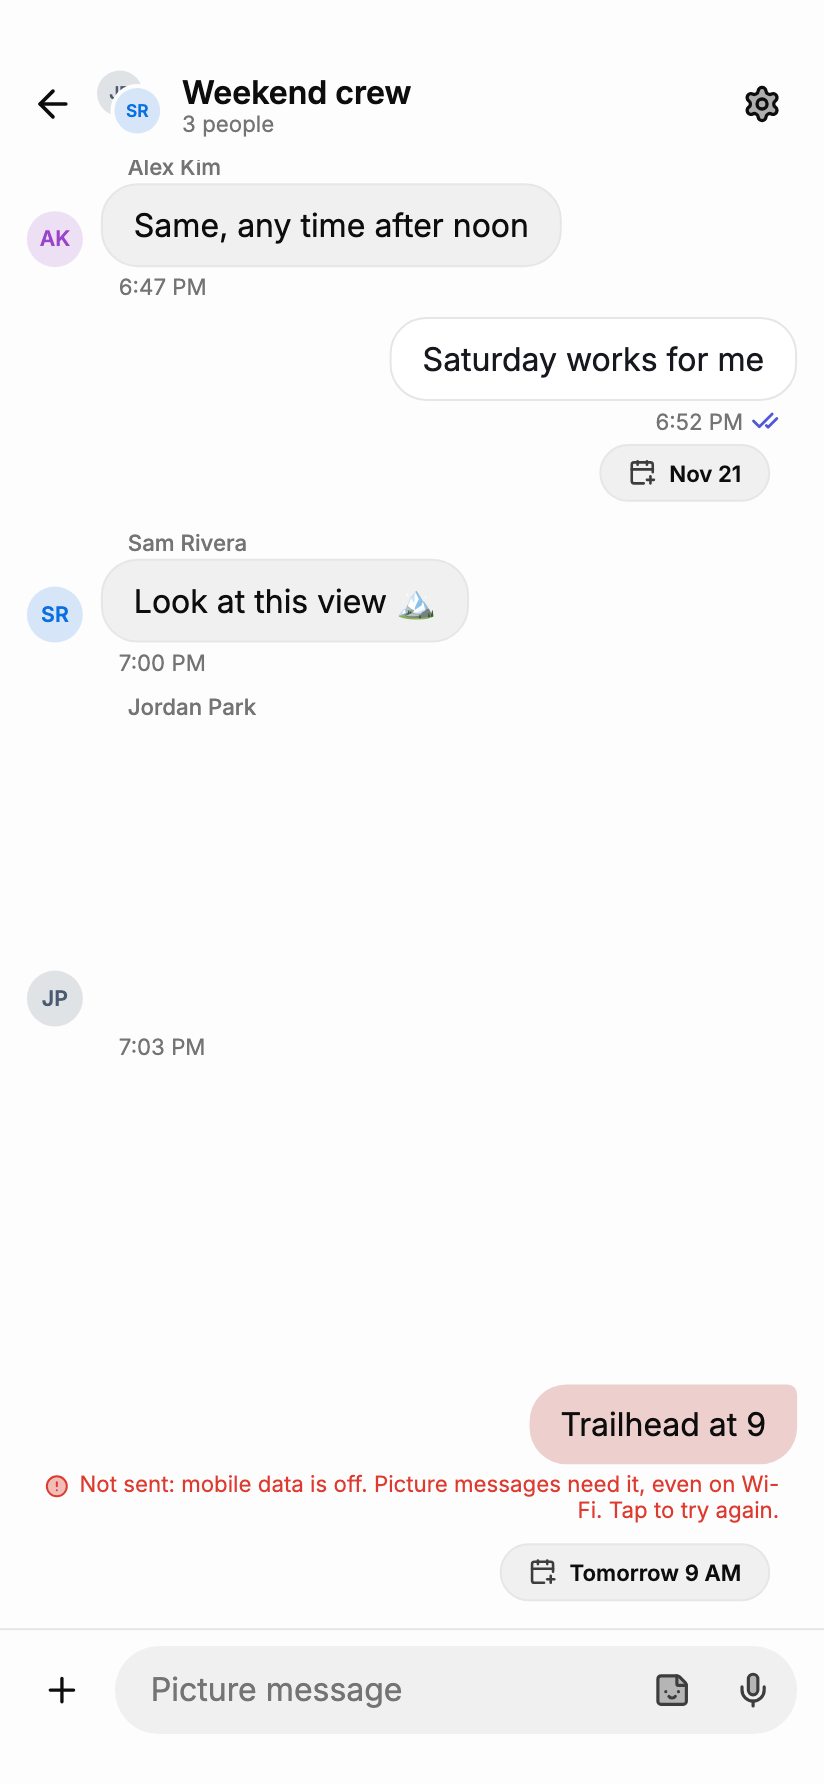 SR
Weekend crew
3 people
Alex Kim
AK
Same, any time after noon
6:47 PM
Saturday works for me
6:52 PM
Nov 21
Sam Rivera
SR
Look at this view 🏔️
7:00 PM
Jordan Park
JP
7:03 PM
Trailhead at 9
Not sent: mobile data is off. Picture messages need it, even on Wi-
Fi. Tap to try again.
Tomorrow 9 AM
Picture message